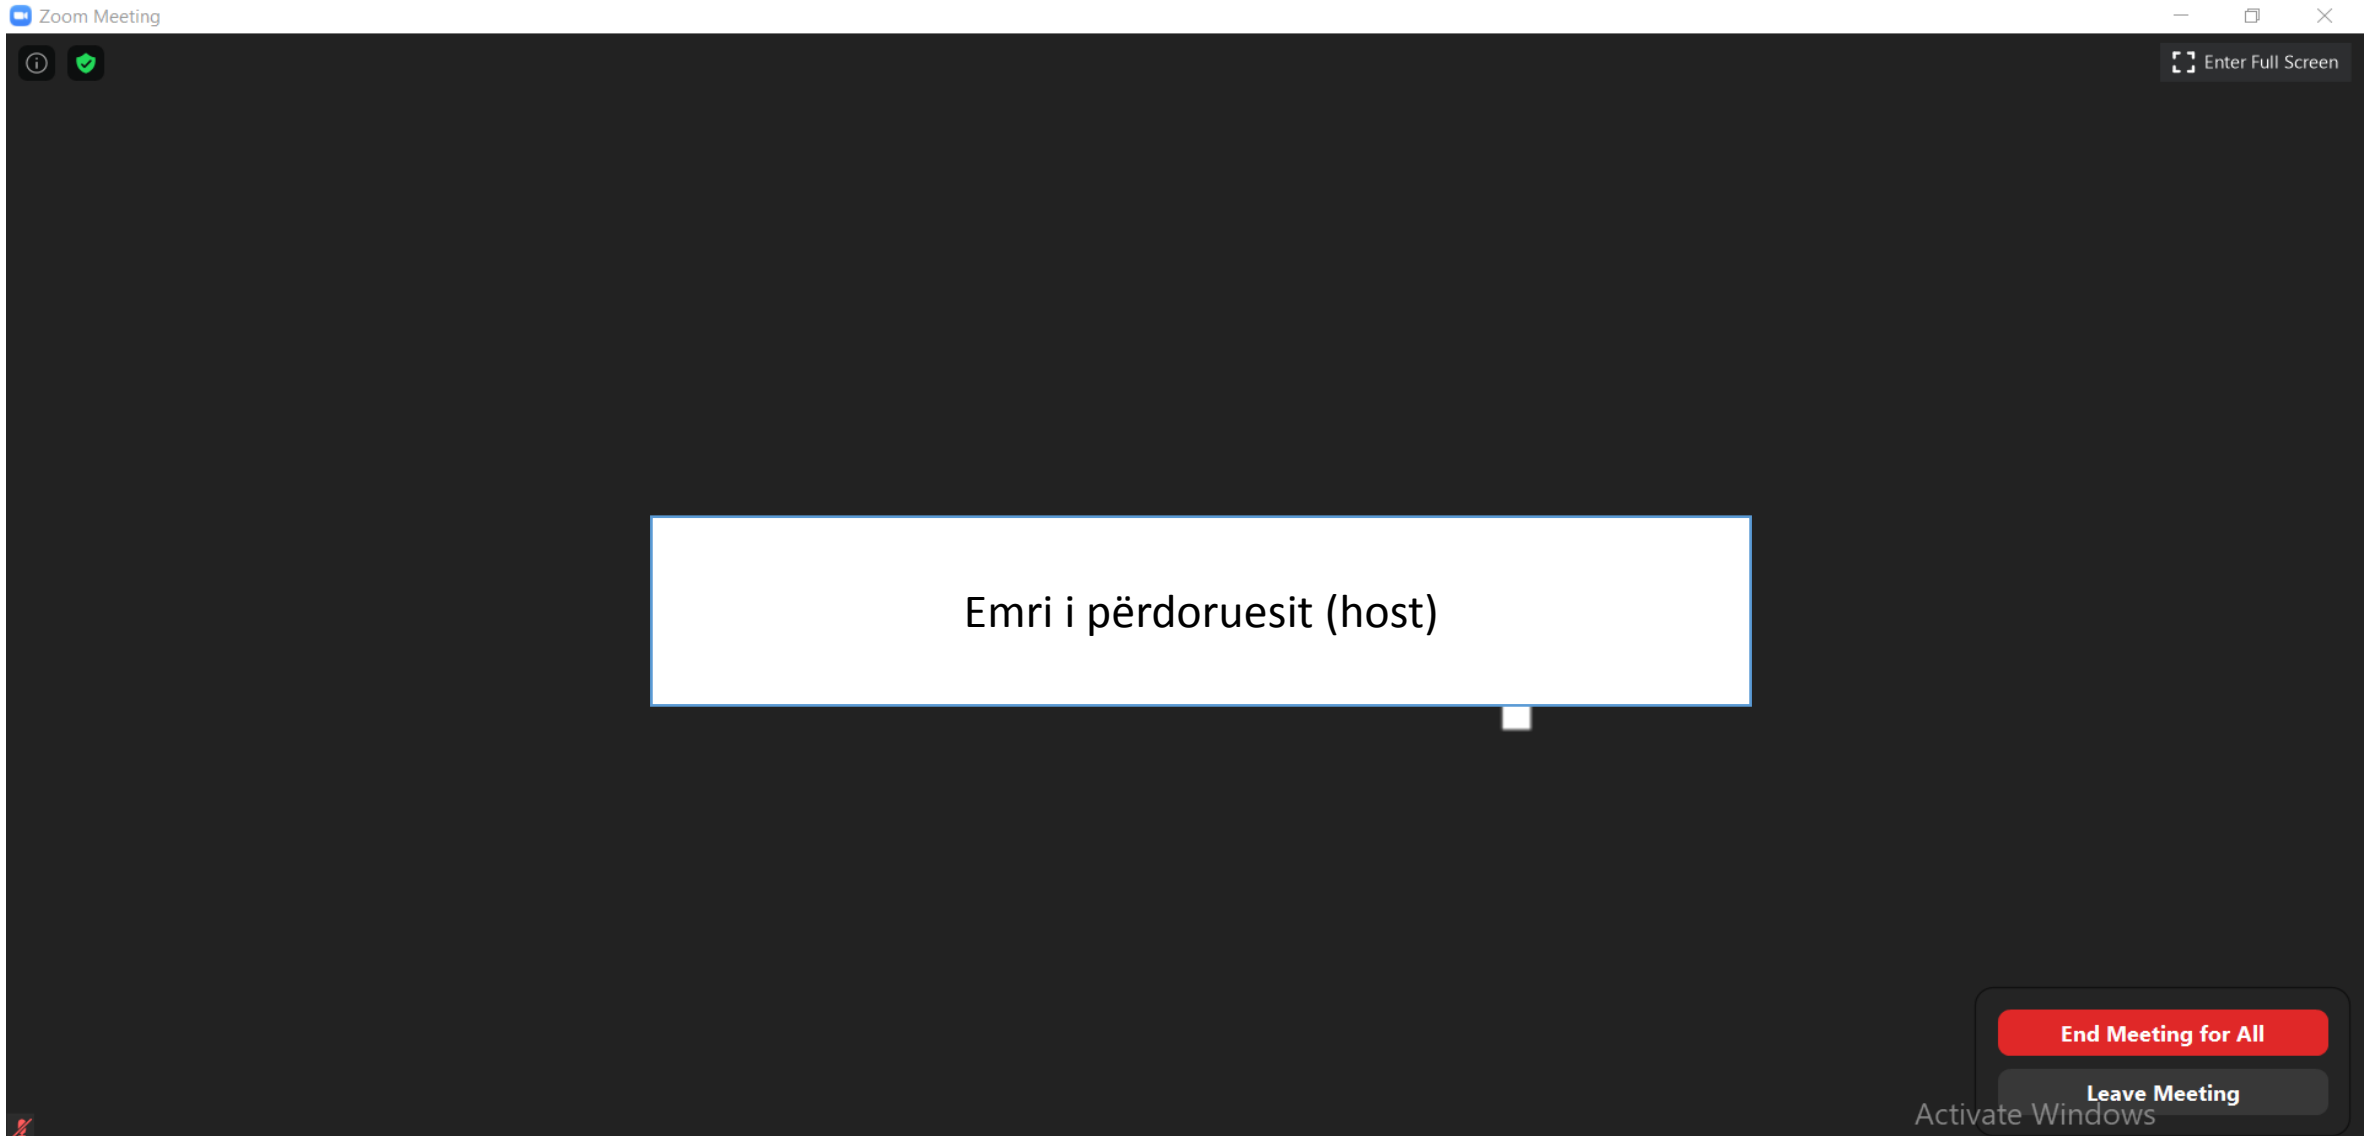 Zoom Meeting
Enter Full Screen
Emri i përdoruesit (host)
End Meeting for All
Leave Meeting
Activate Windows